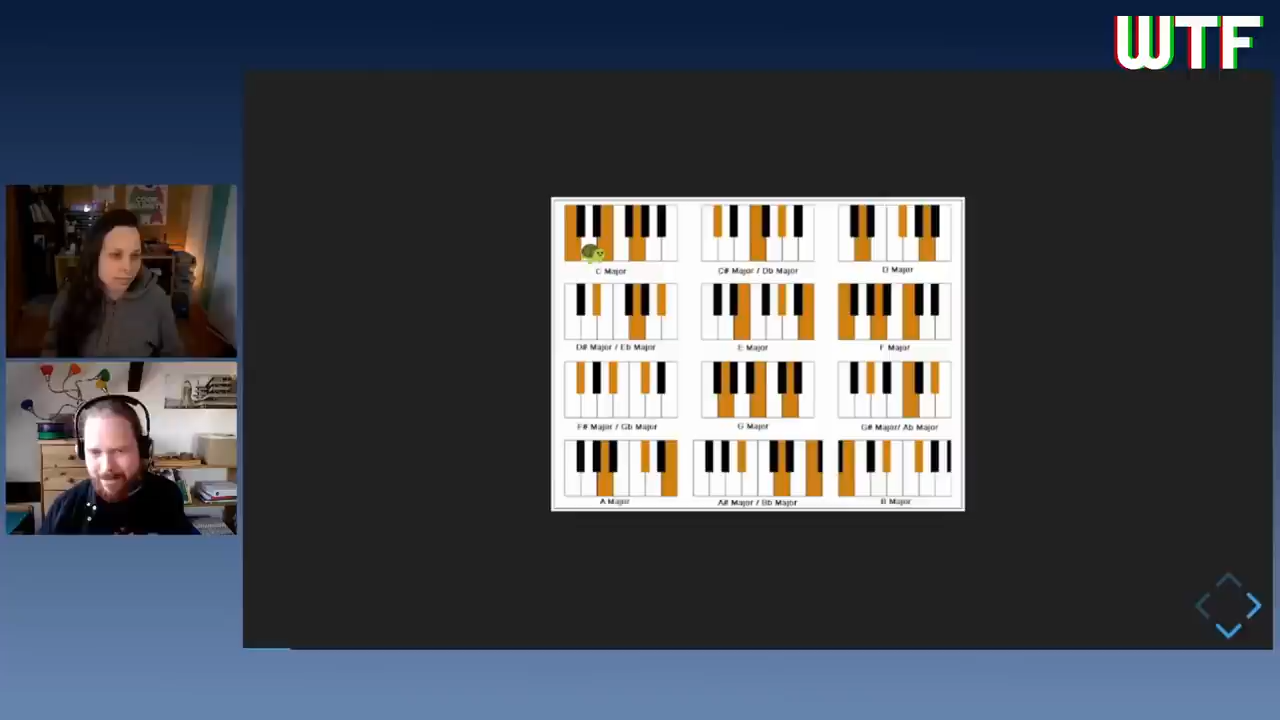 WTF
C Major
C# Major / Db Major
D Major
D# Major / Eb Major
E Major
F Major
F# Major / Gb Major
G Major
G# Major/ Ab Major
A Major
A# Major / Bb Major
B Major